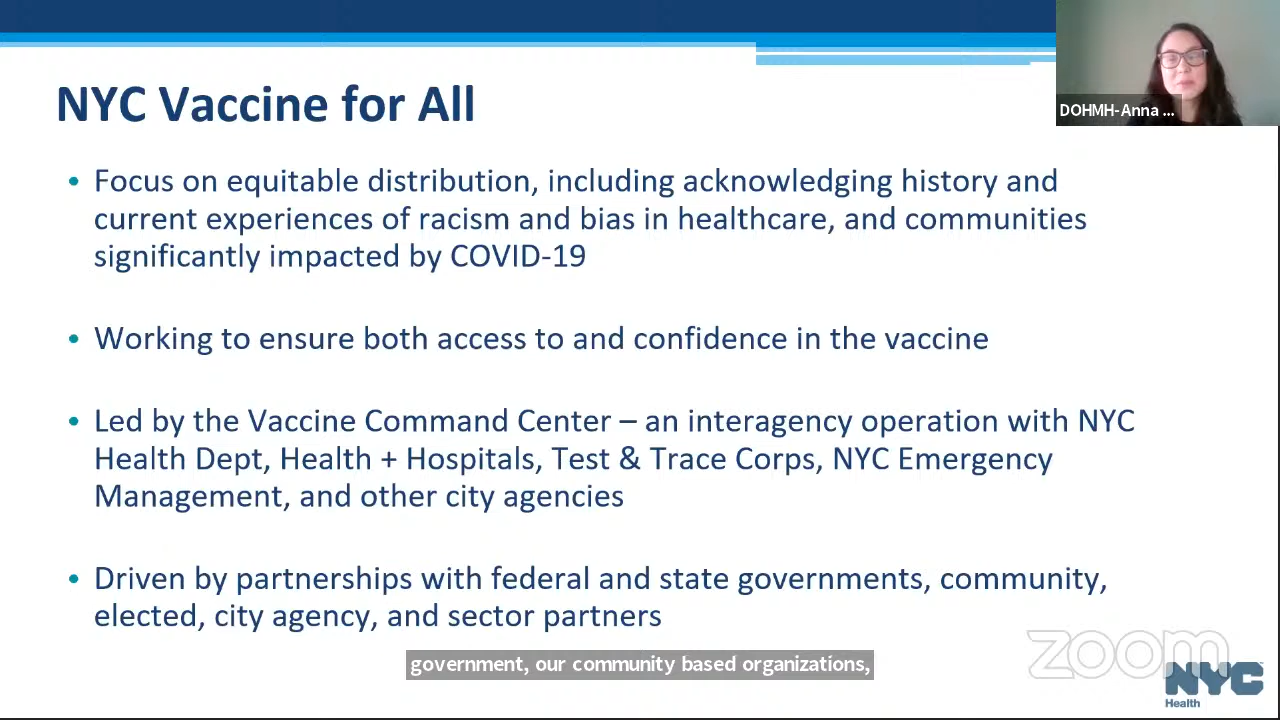 NYC Vaccine for All
DOHMH-Anna ...
• Focus on equitable distribution, including acknowledging history and
current experiences of racism and bias in healthcare, and communities
significantly impacted by COVID-19
• Working to ensure both access to and confidence in the vaccine
• Led by the Vaccine Command Center – an interagency operation with NYC
Health Dept, Health + Hospitals, Test & Trace Corps, NYC Emergency
Management, and other city agencies
• Driven by partnerships with federal and state governments, community,
elected, city agency, and sector partners
government, our community based organizations,
zoom
NYC
Health